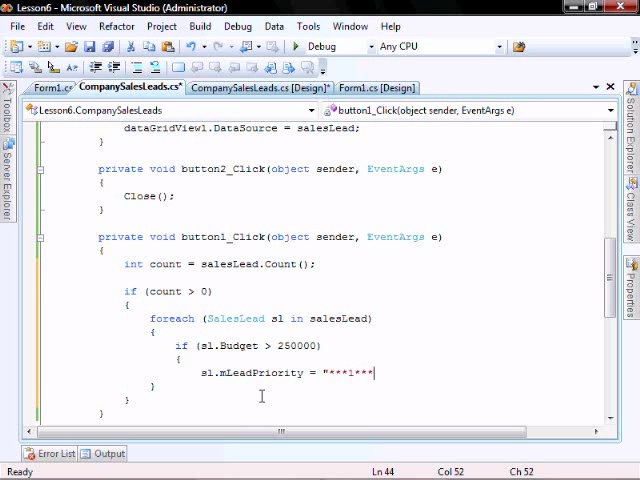 Lesson6 - Microsoft Visual Studio (Administrator)
File Edit View Refactor Project Build Debug Data Tools Window Community Help
Debug Any CPU
Form1.cs CompanySalesLeads.cs* CompanySalesLeads.cs [Design]* Form1.cs [Design]
Lesson6.CompanySalesLeads button1_Click(object sender, EventArgs e)
dataGridView1.DataSource = salesLead;
}
private void button2_Click(object sender, EventArgs e)
{
Close();
}
private void button1_Click(object sender, EventArgs e)
{
int count = salesLead.Count();
if (count > 0)
{
foreach (SalesLead sl in salesLead)
{
if (sl.Budget > 250000)
{
sl.mLeadPriority = "***1***
}
}
}
Toolbox
Server Explorer
Solution Explorer
Class View
Properties
Error List Output
Ready Ln 44 Col 52 Ch 52